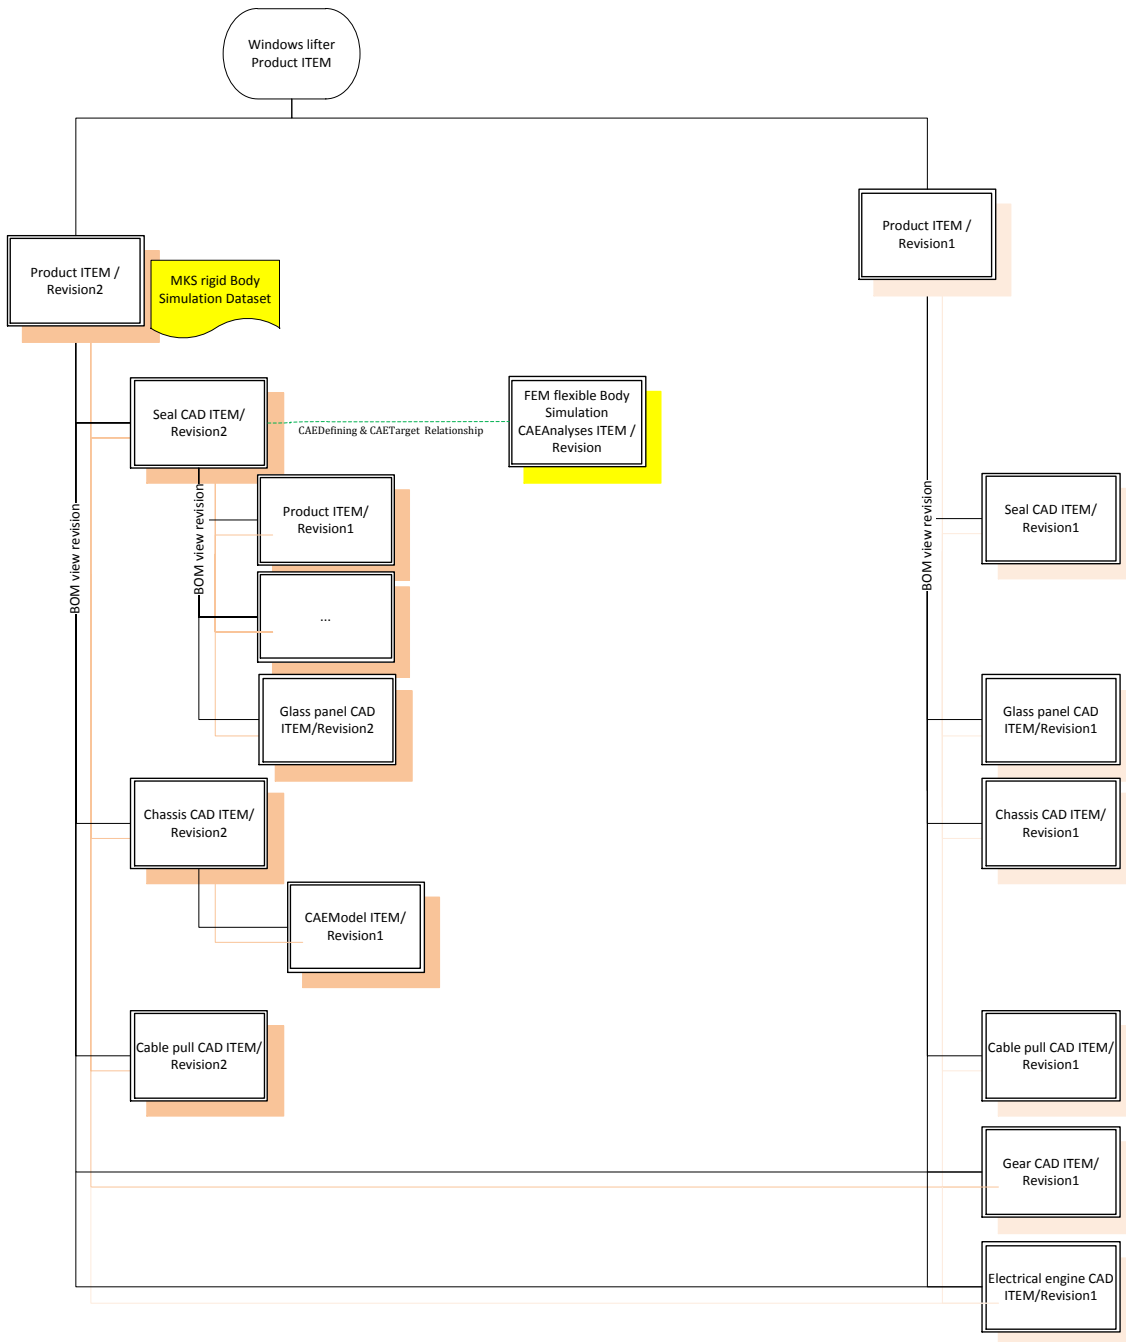 Windows lifter
Product ITEM
Product ITEM /
Revision1
Product ITEM /
Revision2
MKS rigid Body
Simulation Dataset
Seal CAD ITEM/
Revision2
CAEDefining & CAETarget Relationship
FEM flexible Body
Simulation
CAEAnalyses ITEM /
Revision
BOM view revision
BOM view revision
BOM view revision
Product ITEM/
Revision1
Seal CAD ITEM/
Revision1
...
Glass panel CAD
ITEM/Revision2
Glass panel CAD
ITEM/Revision1
Chassis CAD ITEM/
Revision2
Chassis CAD ITEM/
Revision1
CAEModel ITEM/
Revision1
Cable pull CAD ITEM/
Revision2
Cable pull CAD ITEM/
Revision1
Gear CAD ITEM/
Revision1
Electrical engine CAD
ITEM/Revision1